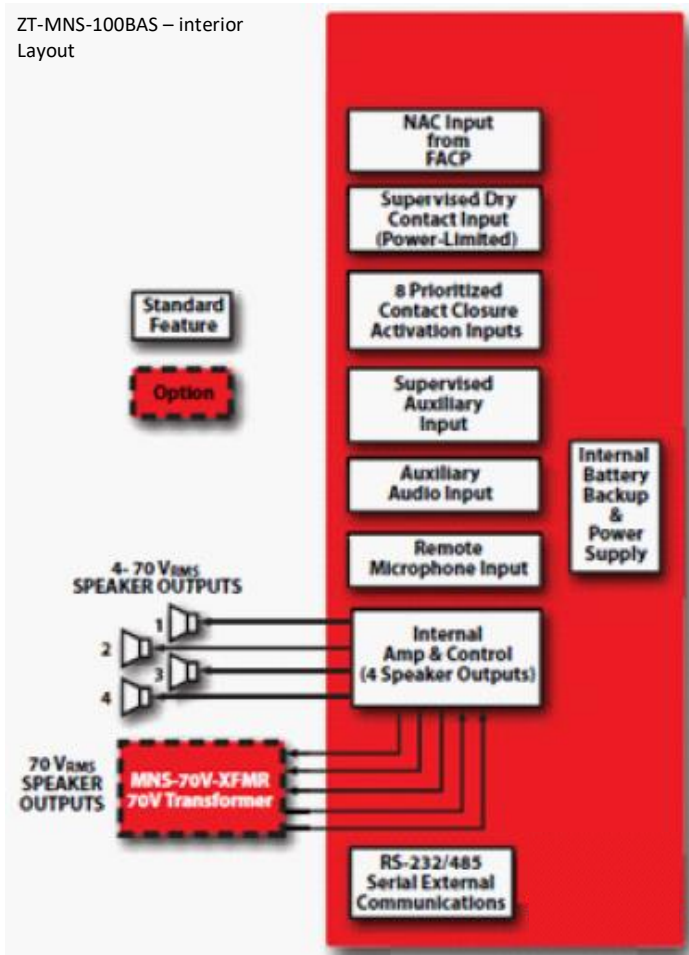 ZT-MNS-100BAS – interior
Layout
NAC Input
from
FACP
Supervised Dry
Contact Input
(Power-Limited)
8 Prioritized
Contact Closure
Activation Inputs
Standard
Feature
Option
Supervised
Auxiliary
Input
Auxiliary
Audio Input
Internal
Battery
Backup
&
Power
Supply
Remote
Microphone Input
4- 70 VRMS
SPEAKER OUTPUTS
1
2
3
4
Internal
Amp & Control
(4 Speaker Outputs)
70 VRMS
SPEAKER
OUTPUTS
MNS-70V-XFMR
70V Transformer
RS-232/485
Serial External
Communications